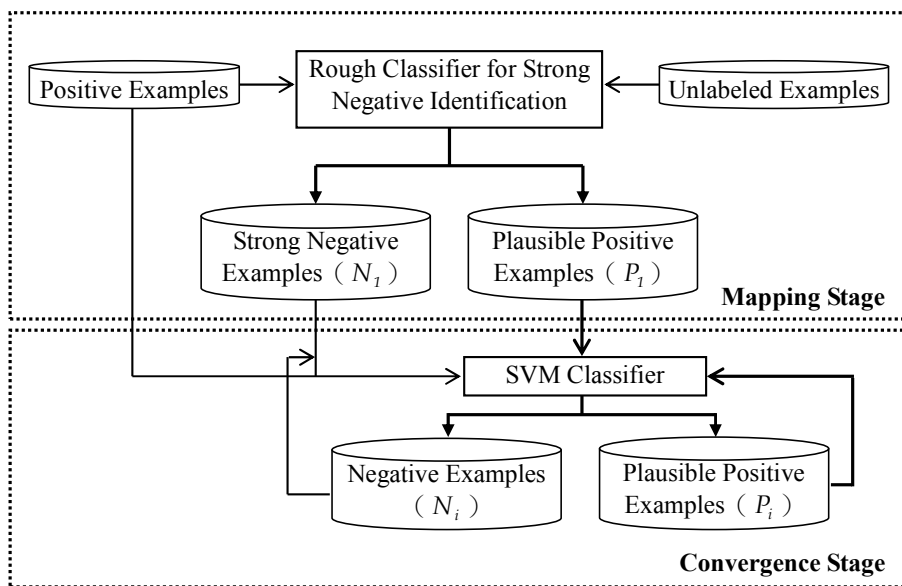 Positive Examples
Rough Classifier for Strong
Negative Identification
Unlabeled Examples
Strong Negative
Examples ( N1 )
Plausible Positive
Examples ( P1 )
Mapping Stage
SVM Classifier
Negative Examples
( Ni )
Plausible Positive
Examples ( Pi )
Convergence Stage